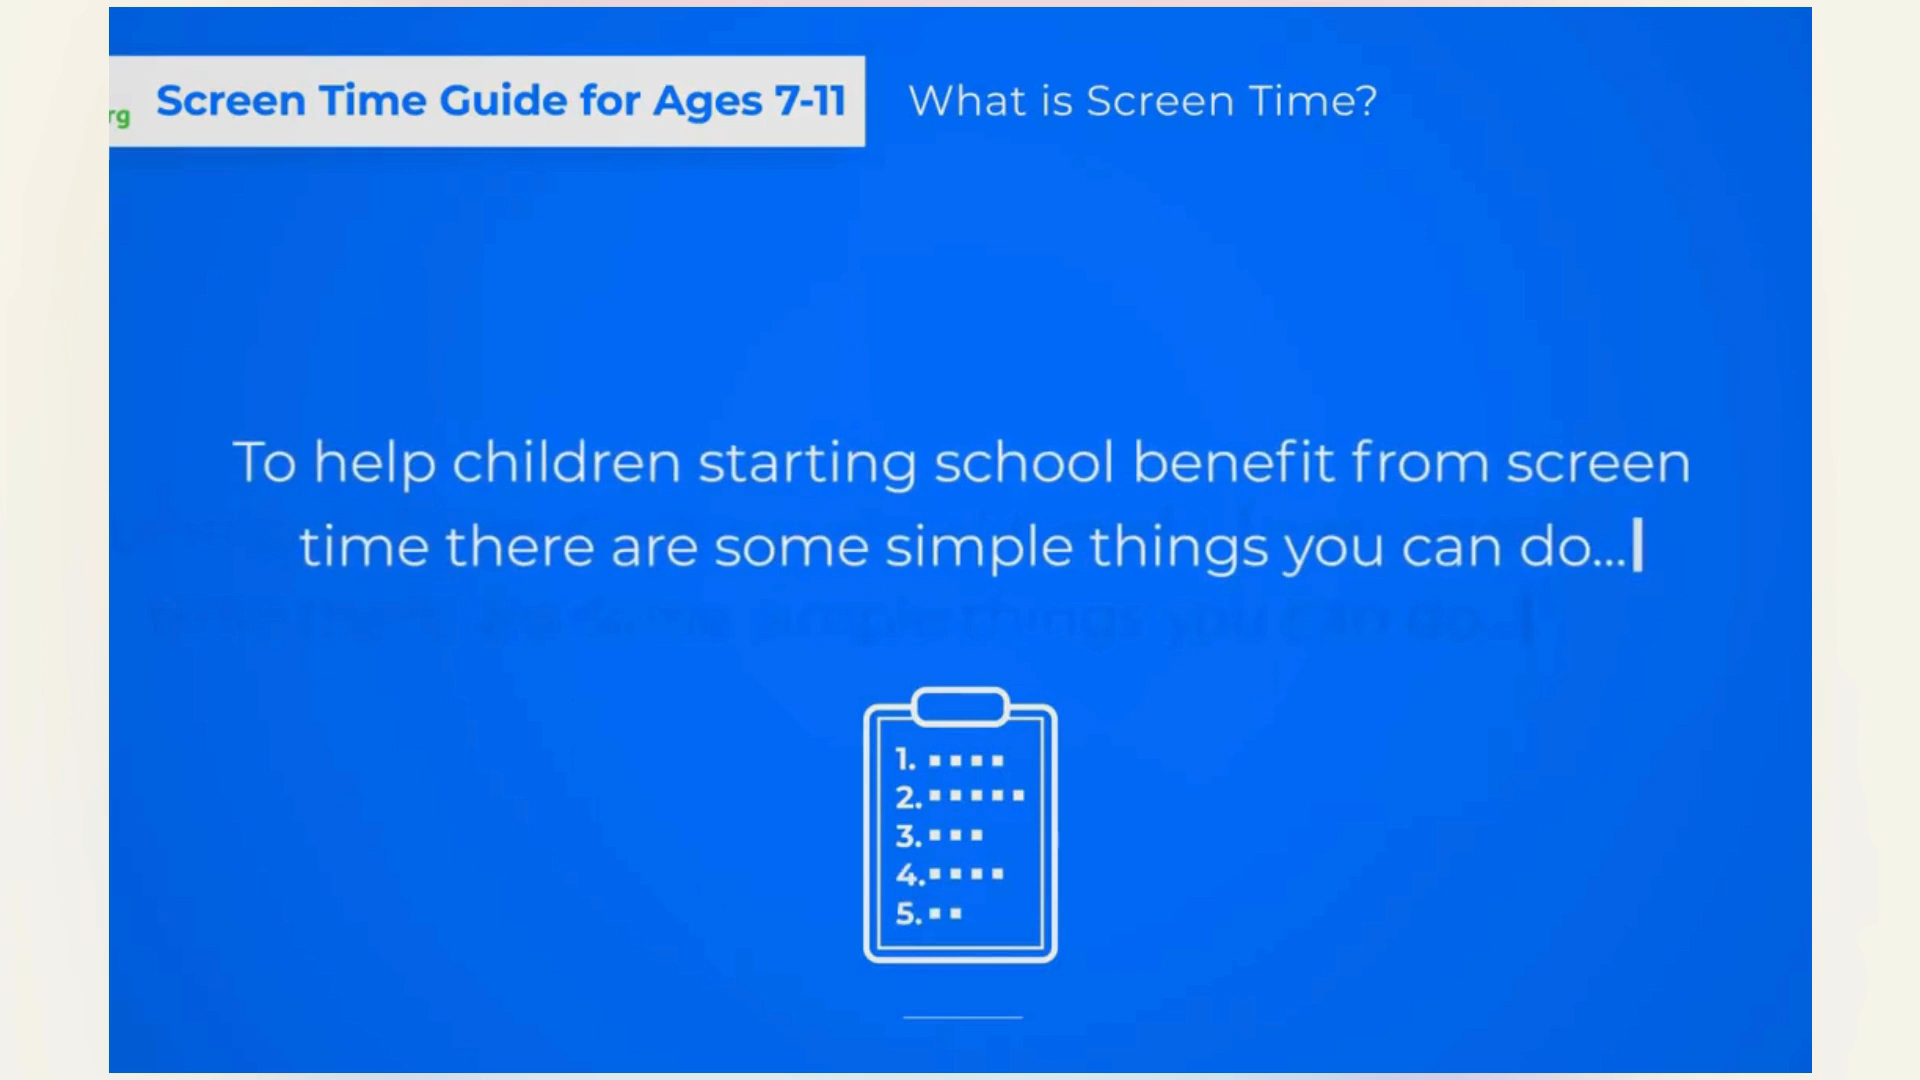 rg Screen Time Guide for Ages 7-11 What is Screen Time?
To help children starting school benefit from screen
time there are some simple things you can do...
1.
2.
3.
4.
5.